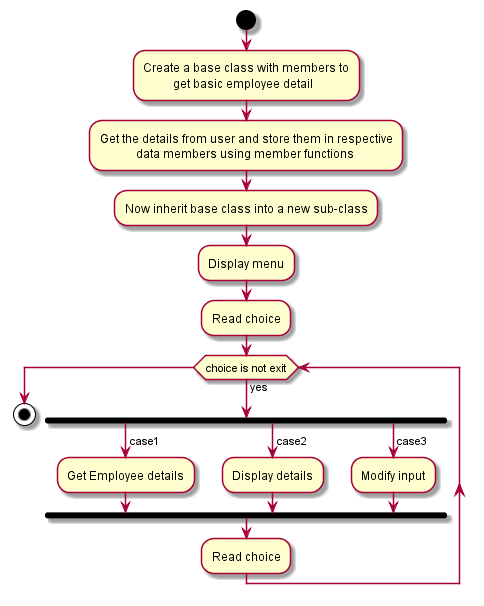 Create a base class with members to
get basic employee detail
Get the details from user and store them in respective
data members using member functions
Now inherit base class into a new sub-class
Display menu
Read choice
choice is not exit
yes
case1
case2
case3
Get Employee details
Display details
Modify input
Read choice